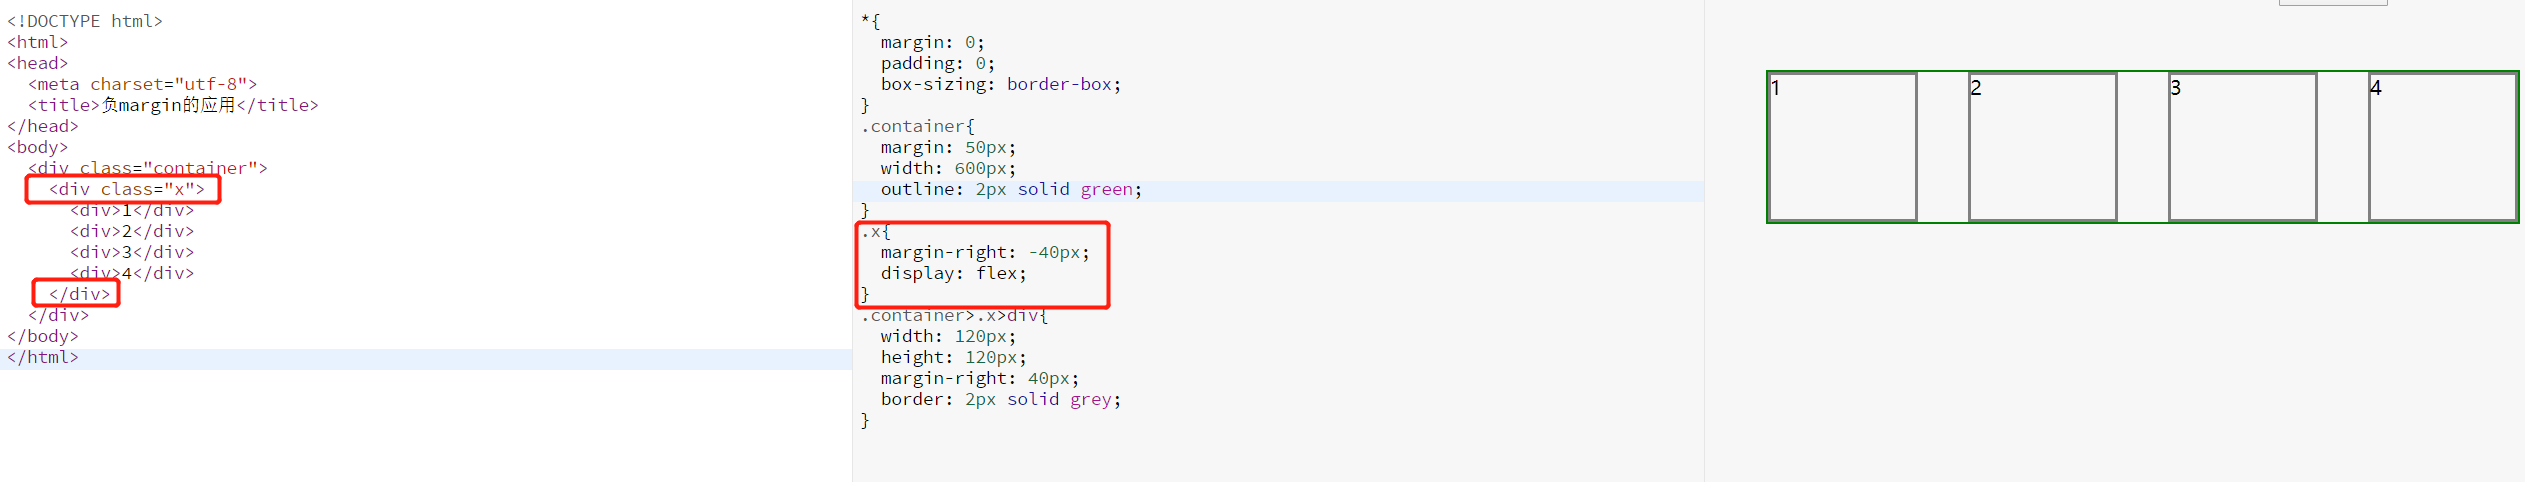 <!DOCTYPE html>
<html>
<head>
  <meta charset="utf-8">
  <title>负margin的应用</title>
</head>
<body>
  <div class="container">
    <div class="x">
      <div>1</div>
      <div>2</div>
      <div>3</div>
      <div>4</div>
    </div>
  </div>
</body>
</html>
*{
  margin: 0;
  padding: 0;
  box-sizing: border-box;
}
.container{
  margin: 50px;
  width: 600px;
  outline: 2px solid green;
}
.x{
  margin-right: -40px;
  display: flex;
}
.container>.x>div{
  width: 120px;
  height: 120px;
  margin-right: 40px;
  border: 2px solid grey;
}
1
2
3
4